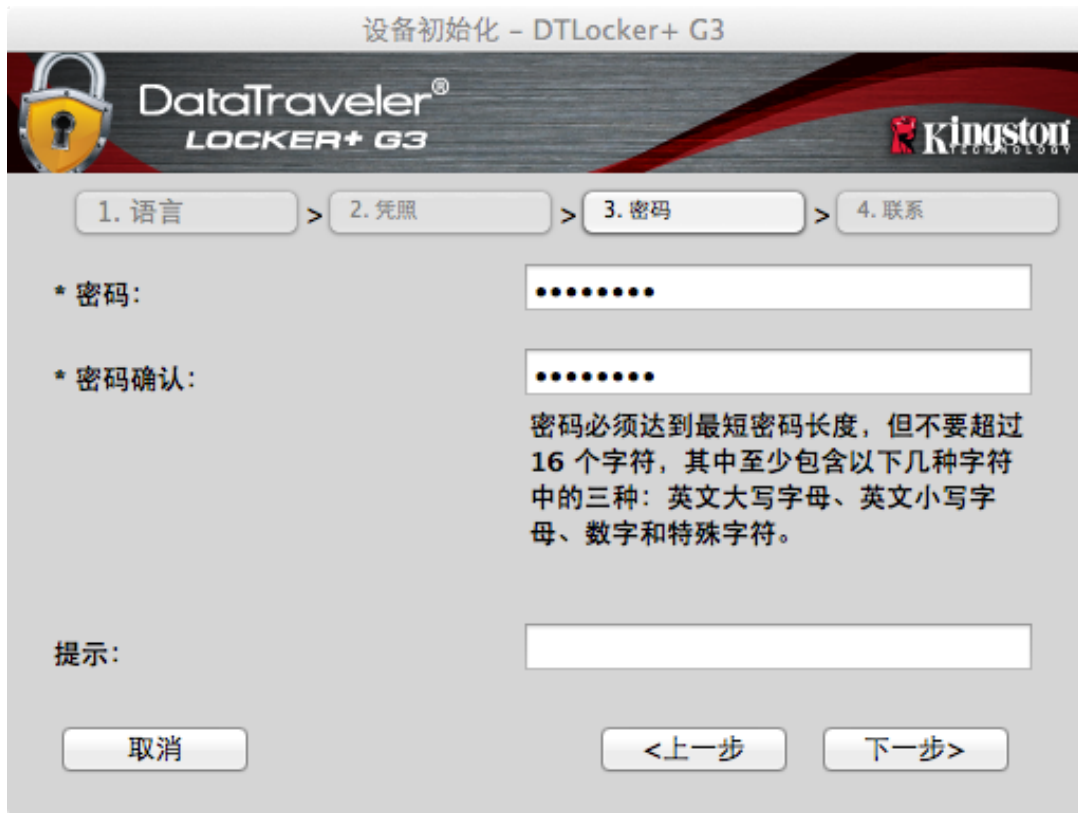 设备初始化 – DTLocker+ G3
DataTraveler®
LOCKER+ G3
Kingston
TECHNOLOGY
1. 语言 > 2. 凭照 > 3. 密码 > 4. 联系
* 密码: ••••••••
* 密码确认: ••••••••
密码必须达到最短密码长度，但不要超过
16 个字符，其中至少包含以下几种字符
中的三种：英文大写字母、英文小写字
母、数字和特殊字符。
提示:
取消 <上一步 下一步>